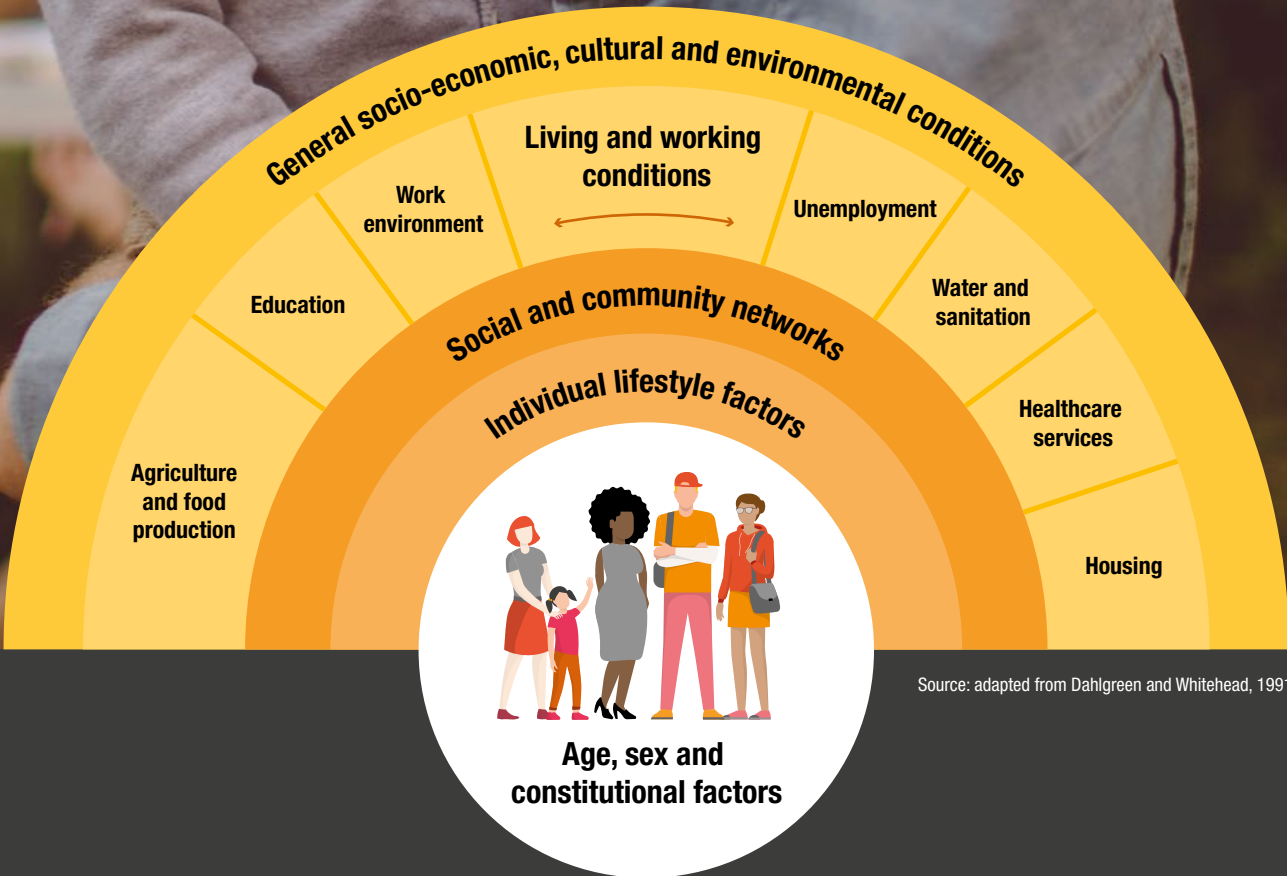 General socio-economic, cultural and environmental conditions
Living and working
conditions
Work
environment
Unemployment
Education
Water and
sanitation
Agriculture
and food
production
Healthcare
services
Housing
Social and community networks
Individual lifestyle factors
Age, sex and
constitutional factors
Source: adapted from Dahlgreen and Whitehead, 1991